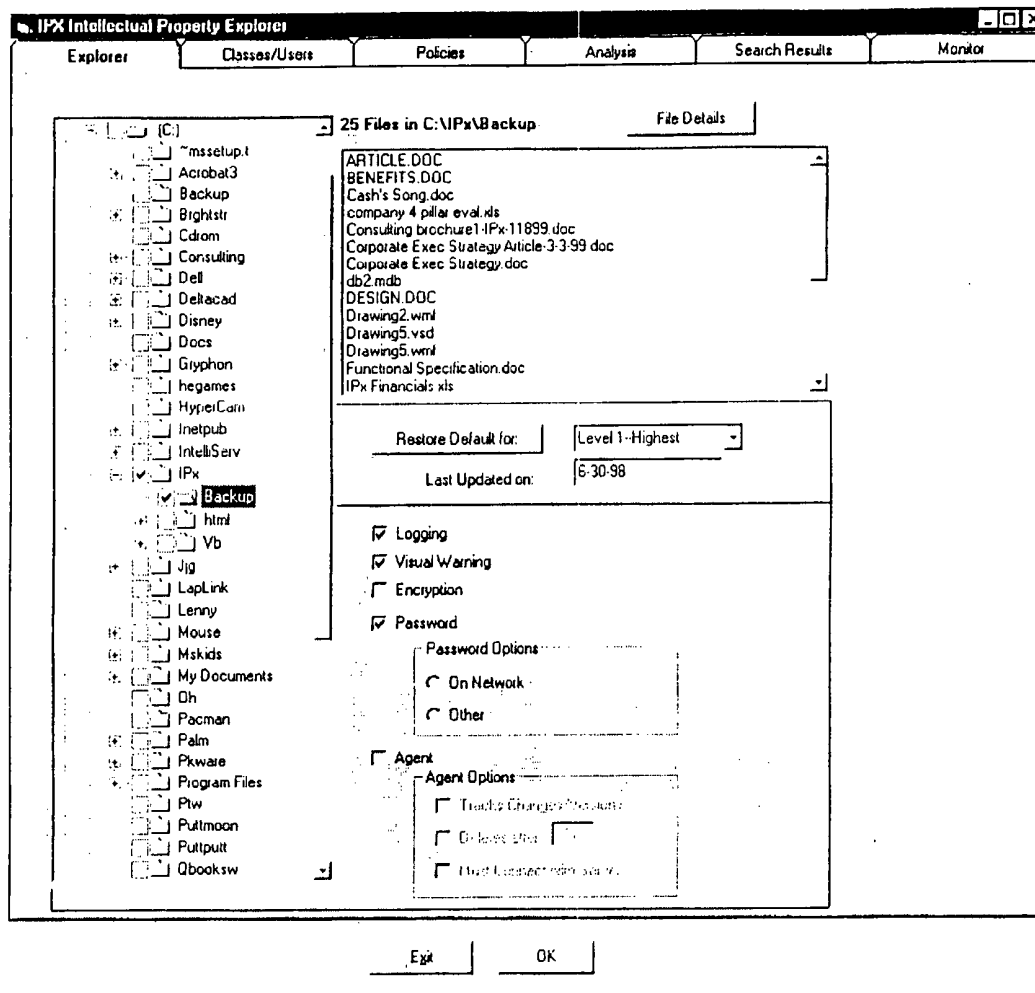 IPX Intellectual Property Explorer
Explorer
Classes/Users
Policies
Analysis
Search Results
Monitor
(C:)
~mssetup.t
Acrobat3
Backup
Brghtstr
Cdrom
Consulting
Dell
Deltacad
Disney
Docs
Gryphon
hegames
HyperCam
Inetpub
IntelliServ
IPx
Backup
html
Vb
Jjg
LapLink
Lenny
Mouse
Mskids
My Documents
Oh
Pacman
Palm
Pkware
Program Files
Ptw
Puttmoon
Puttputt
Qbooksw
25 Files in C:\IPx\Backup
File Details
ARTICLE.DOC
BENEFITS.DOC
Cash's Song.doc
company 4 pillar eval.xls
Consulting brochure1-IPx-11899.doc
Corporate Exec Strategy Article-3-3-99.doc
Corporate Exec Strategy.doc
db2.mdb
DESIGN.DOC
Drawing2.wmf
Drawing5.vsd
Drawing5.wmf
Functional Specification.doc
IPx Financials.xls
Restore Default for:
Level 1--Highest
Last Updated on:
6-30-98
Logging
Visual Warning
Encryption
Password
Password Options
On Network
Other
Agent
Agent Options
Tracks Changes
Must Connect
Exit
OK